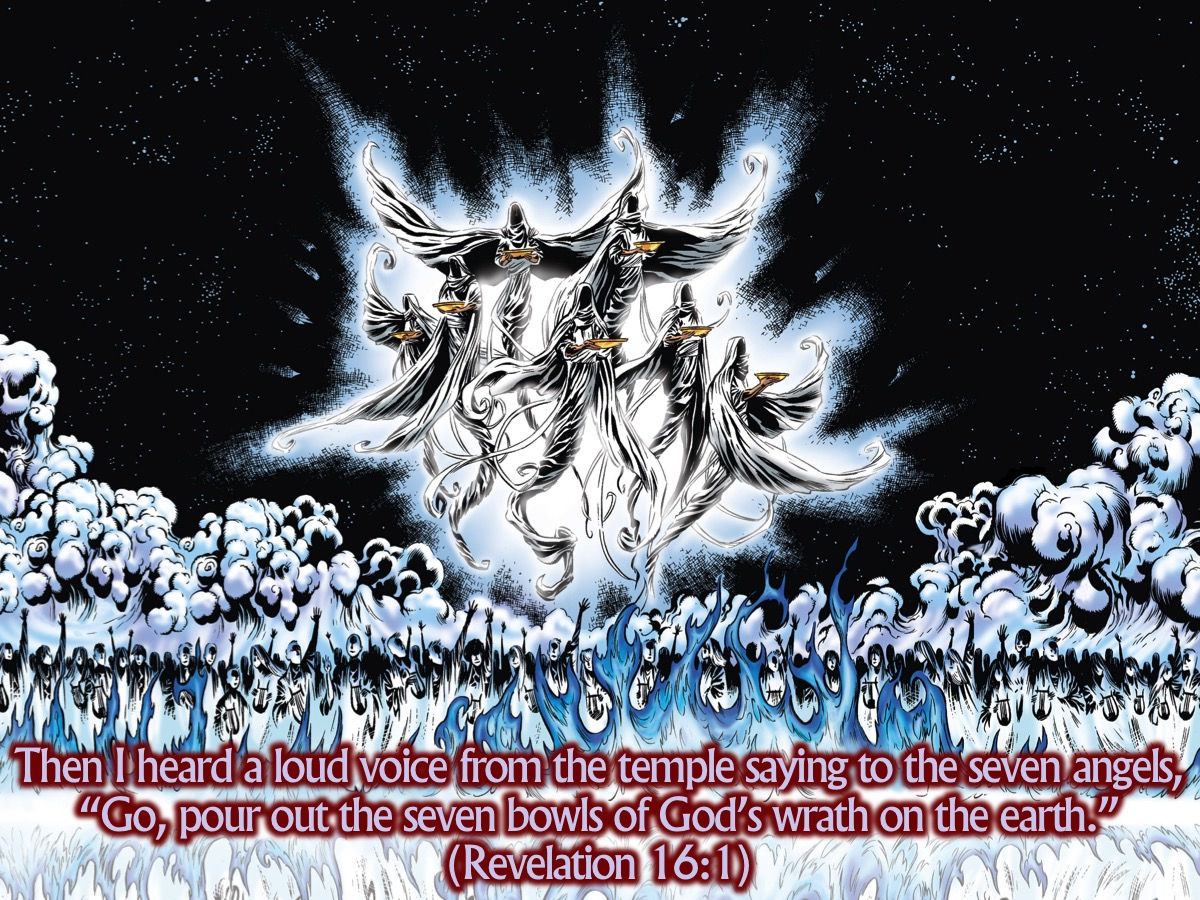 Then I heard a loud voice from the temple saying to the seven angels,
“Go, pour out the seven bowls of God’s wrath on the earth.”
(Revelation 16:1)